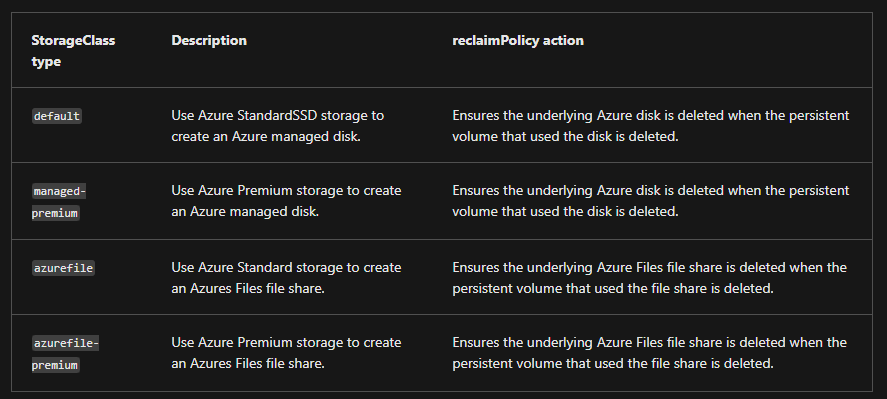 StorageClass type
Description
reclaimPolicy action
default
Use Azure StandardSSD storage to
create an Azure managed disk.
Ensures the underlying Azure disk is deleted when the persistent
volume that used the disk is deleted.
managed-
premium
Use Azure Premium storage to create
an Azure managed disk.
Ensures the underlying Azure disk is deleted when the persistent
volume that used the disk is deleted.
azurefile
Use Azure Standard storage to create
an Azures Files file share.
Ensures the underlying Azure Files file share is deleted when the
persistent volume that used the file share is deleted.
azurefile-
premium
Use Azure Premium storage to create
an Azures Files file share.
Ensures the underlying Azure Files file share is deleted when the
persistent volume that used the file share is deleted.